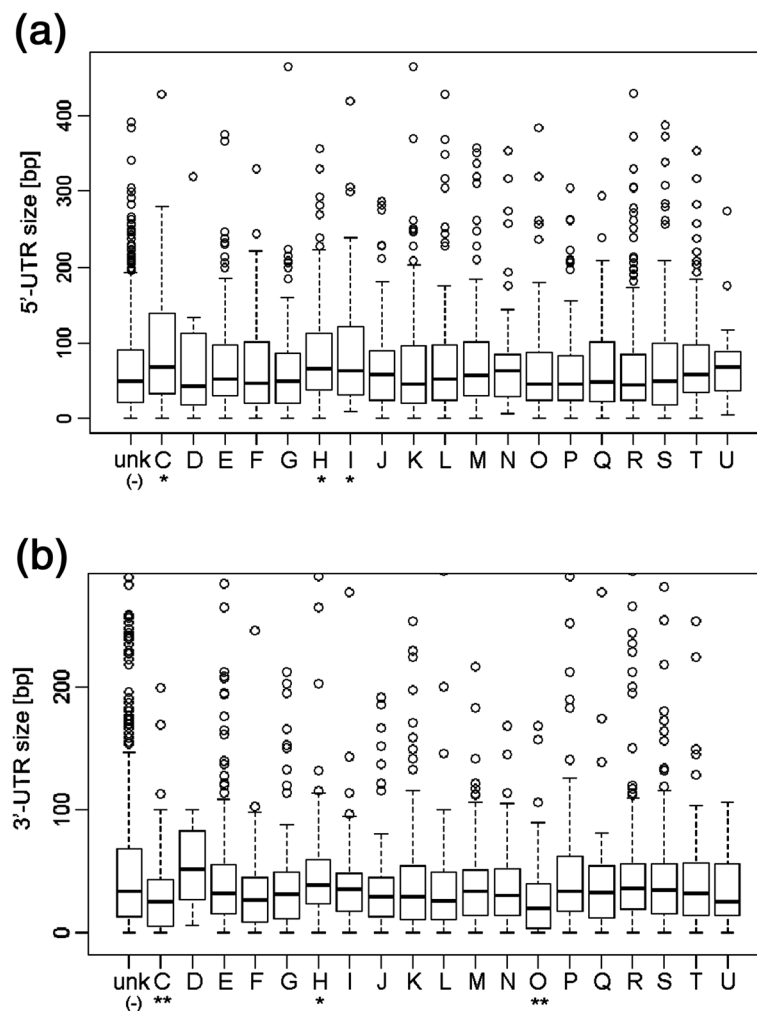 (a)
5'-UTR size [bp]
400
300
200
100
0
unk C D E F G H I J K L M N O P Q R S T U
(-) * * *
(b)
3'-UTR size [bp]
200
100
0
unk C D E F G H I J K L M N O P Q R S T U
(-) ** * **